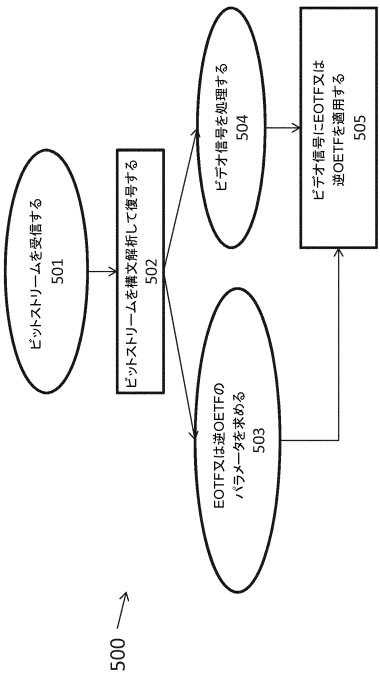 ビットストリームを受信する
501
ビットストリームを構文解析して復号する
502
EOTF又は逆OETFの
パラメータを求める
503
ビデオ信号を処理する
504
ビデオ信号にEOTF又は
逆OETFを適用する
505
500